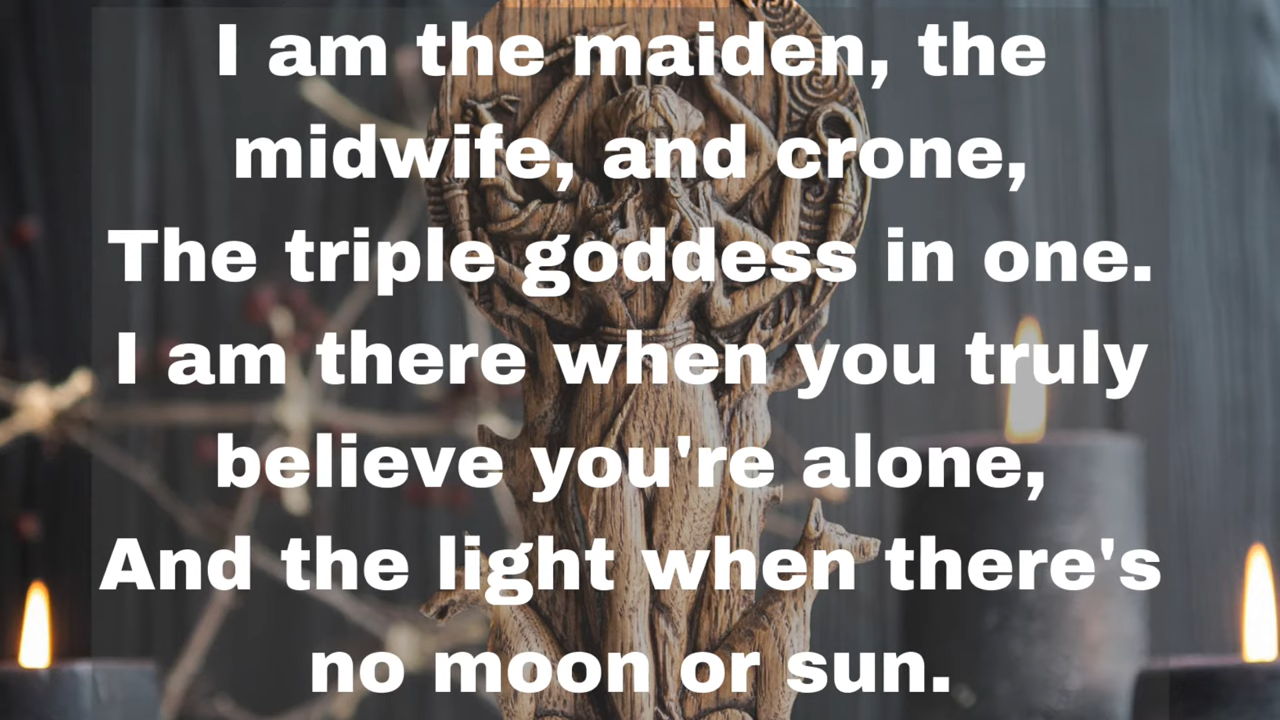 I am the maiden, the
midwife, and crone,
The triple goddess in one.
I am there when you truly
believe you're alone,
And the light when there's
no moon or sun.